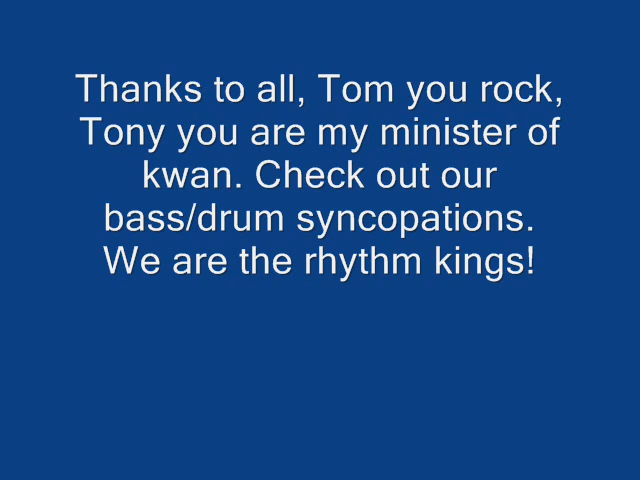 Thanks to all, Tom you rock,
Tony you are my minister of
kwan. Check out our
bass/drum syncopations.
We are the rhythm kings!